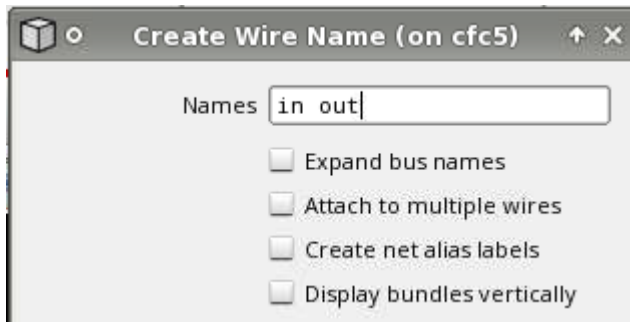 Create Wire Name (on cfc5)
Names in out
Expand bus names
Attach to multiple wires
Create net alias labels
Display bundles vertically